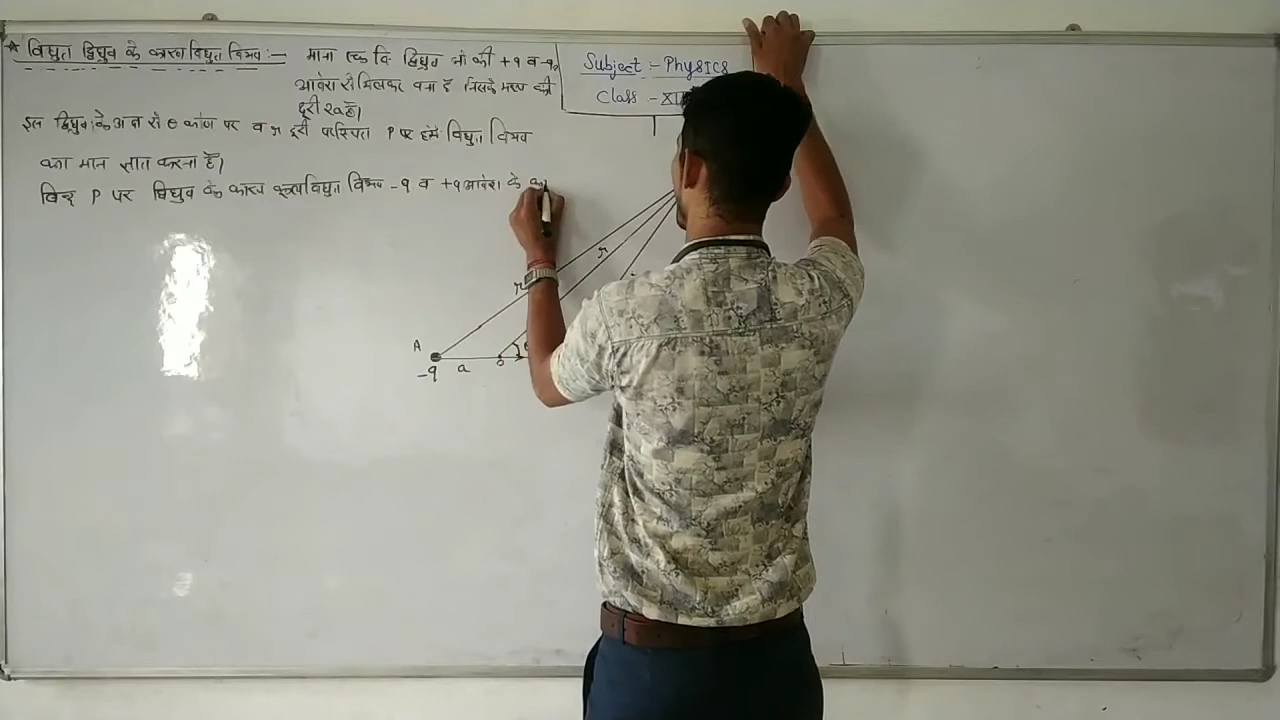 * विद्युत द्विध्रुव के कारण विद्युत विभव :-
माना एक वि द्विध्रुव जो की +q व -q
आवेश से मिलकर बना है जिसके मध्य की
दूरी 2a है।
इस द्विध्रुव के अक्ष से θ कोण पर व r दूरी पर स्थित P पर हमें विद्युत विभव
का मान ज्ञात करना है।
बिन्दु P पर द्विध्रुव के कारण विद्युत विभव -q व +q आवेश के
Subject :- Physics
Class - XII
r
A
-q
a
o
θ